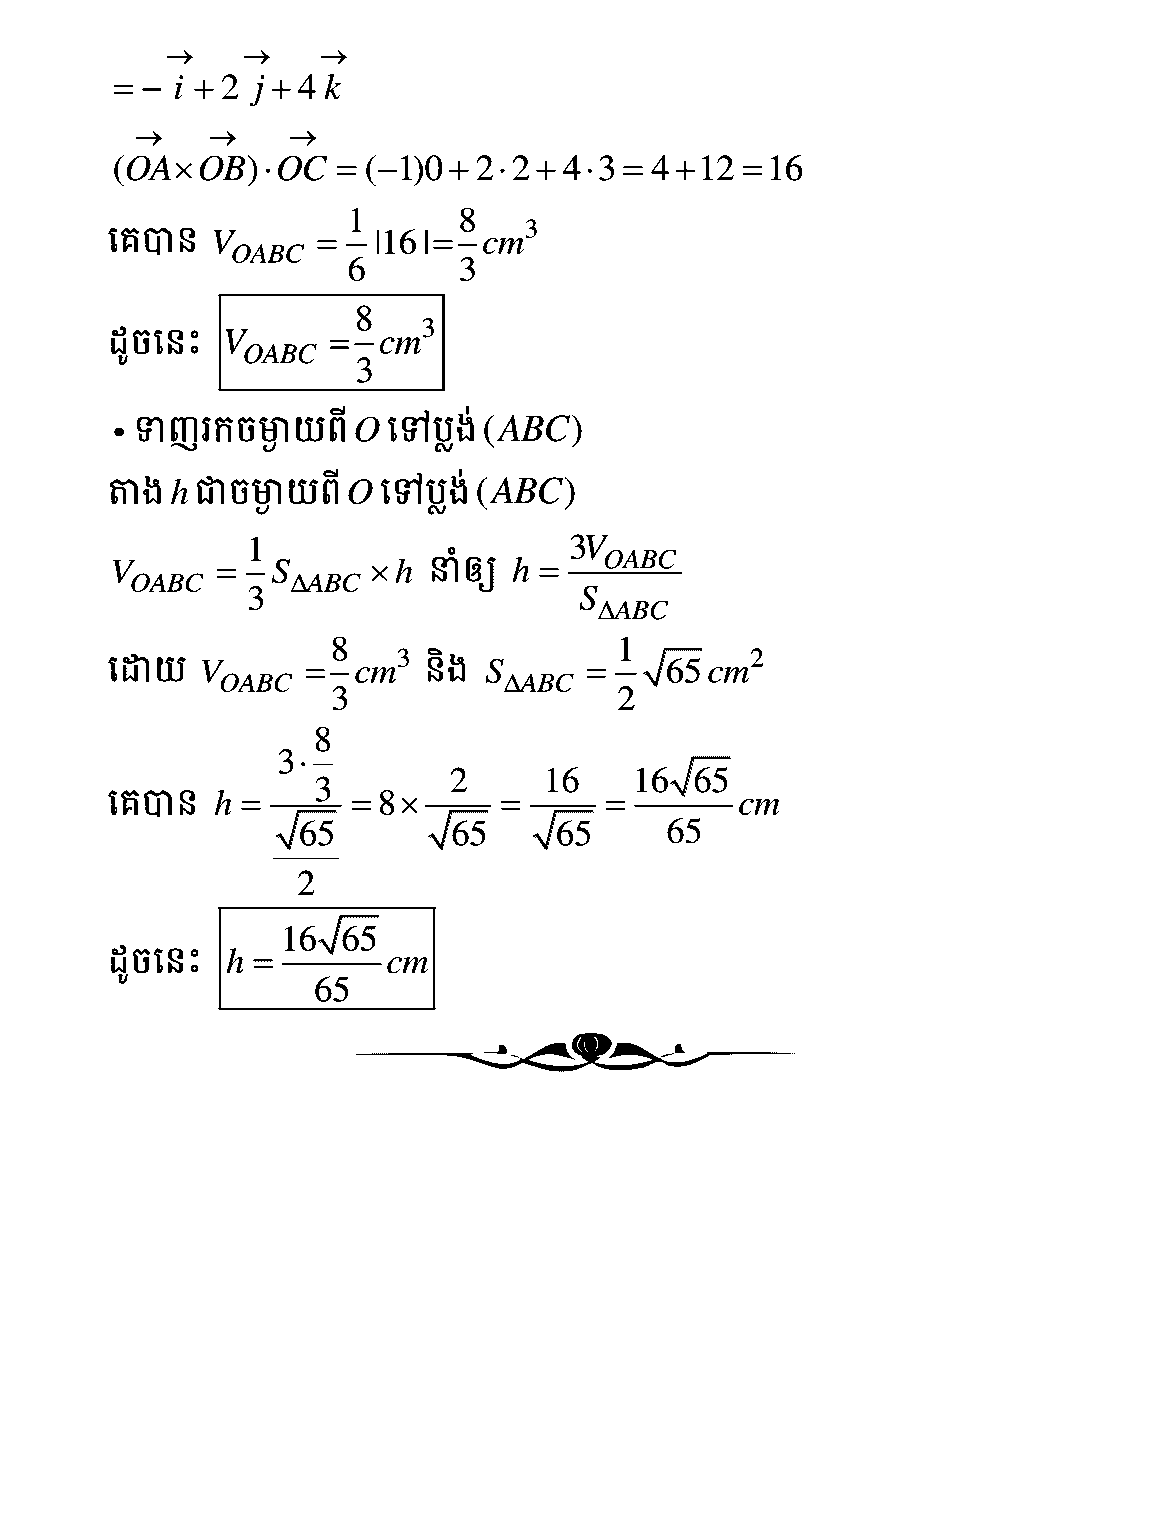 $= -\overrightarrow{i} + 2\overrightarrow{j} + 4\overrightarrow{k}$
$(\overrightarrow{OA} \times \overrightarrow{OB}) \cdot \overrightarrow{OC} = (-1)0 + 2 \cdot 2 + 4 \cdot 3 = 4 + 12 = 16$
គេបាន $V_{OABC} = \frac{1}{6}|16| = \frac{8}{3} cm^3$
ដូចនេះ $V_{OABC} = \frac{8}{3} cm^3$
• ទាញរកចម្ងាយពី $O$ ទៅប្លង់ $(ABC)$
តាង $h$ ជាចម្ងាយពី $O$ ទៅប្លង់ $(ABC)$
$V_{OABC} = \frac{1}{3} S_{\Delta ABC} \times h$ នាំឲ្យ $h = \frac{3V_{OABC}}{S_{\Delta ABC}}$
ដោយ $V_{OABC} = \frac{8}{3} cm^3$ និង $S_{\Delta ABC} = \frac{1}{2}\sqrt{65} cm^2$
គេបាន $h = \frac{3 \cdot \frac{8}{3}}{\frac{\sqrt{65}}{2}} = 8 \times \frac{2}{\sqrt{65}} = \frac{16}{\sqrt{65}} = \frac{16\sqrt{65}}{65} cm$
ដូចនេះ $h = \frac{16\sqrt{65}}{65} cm$